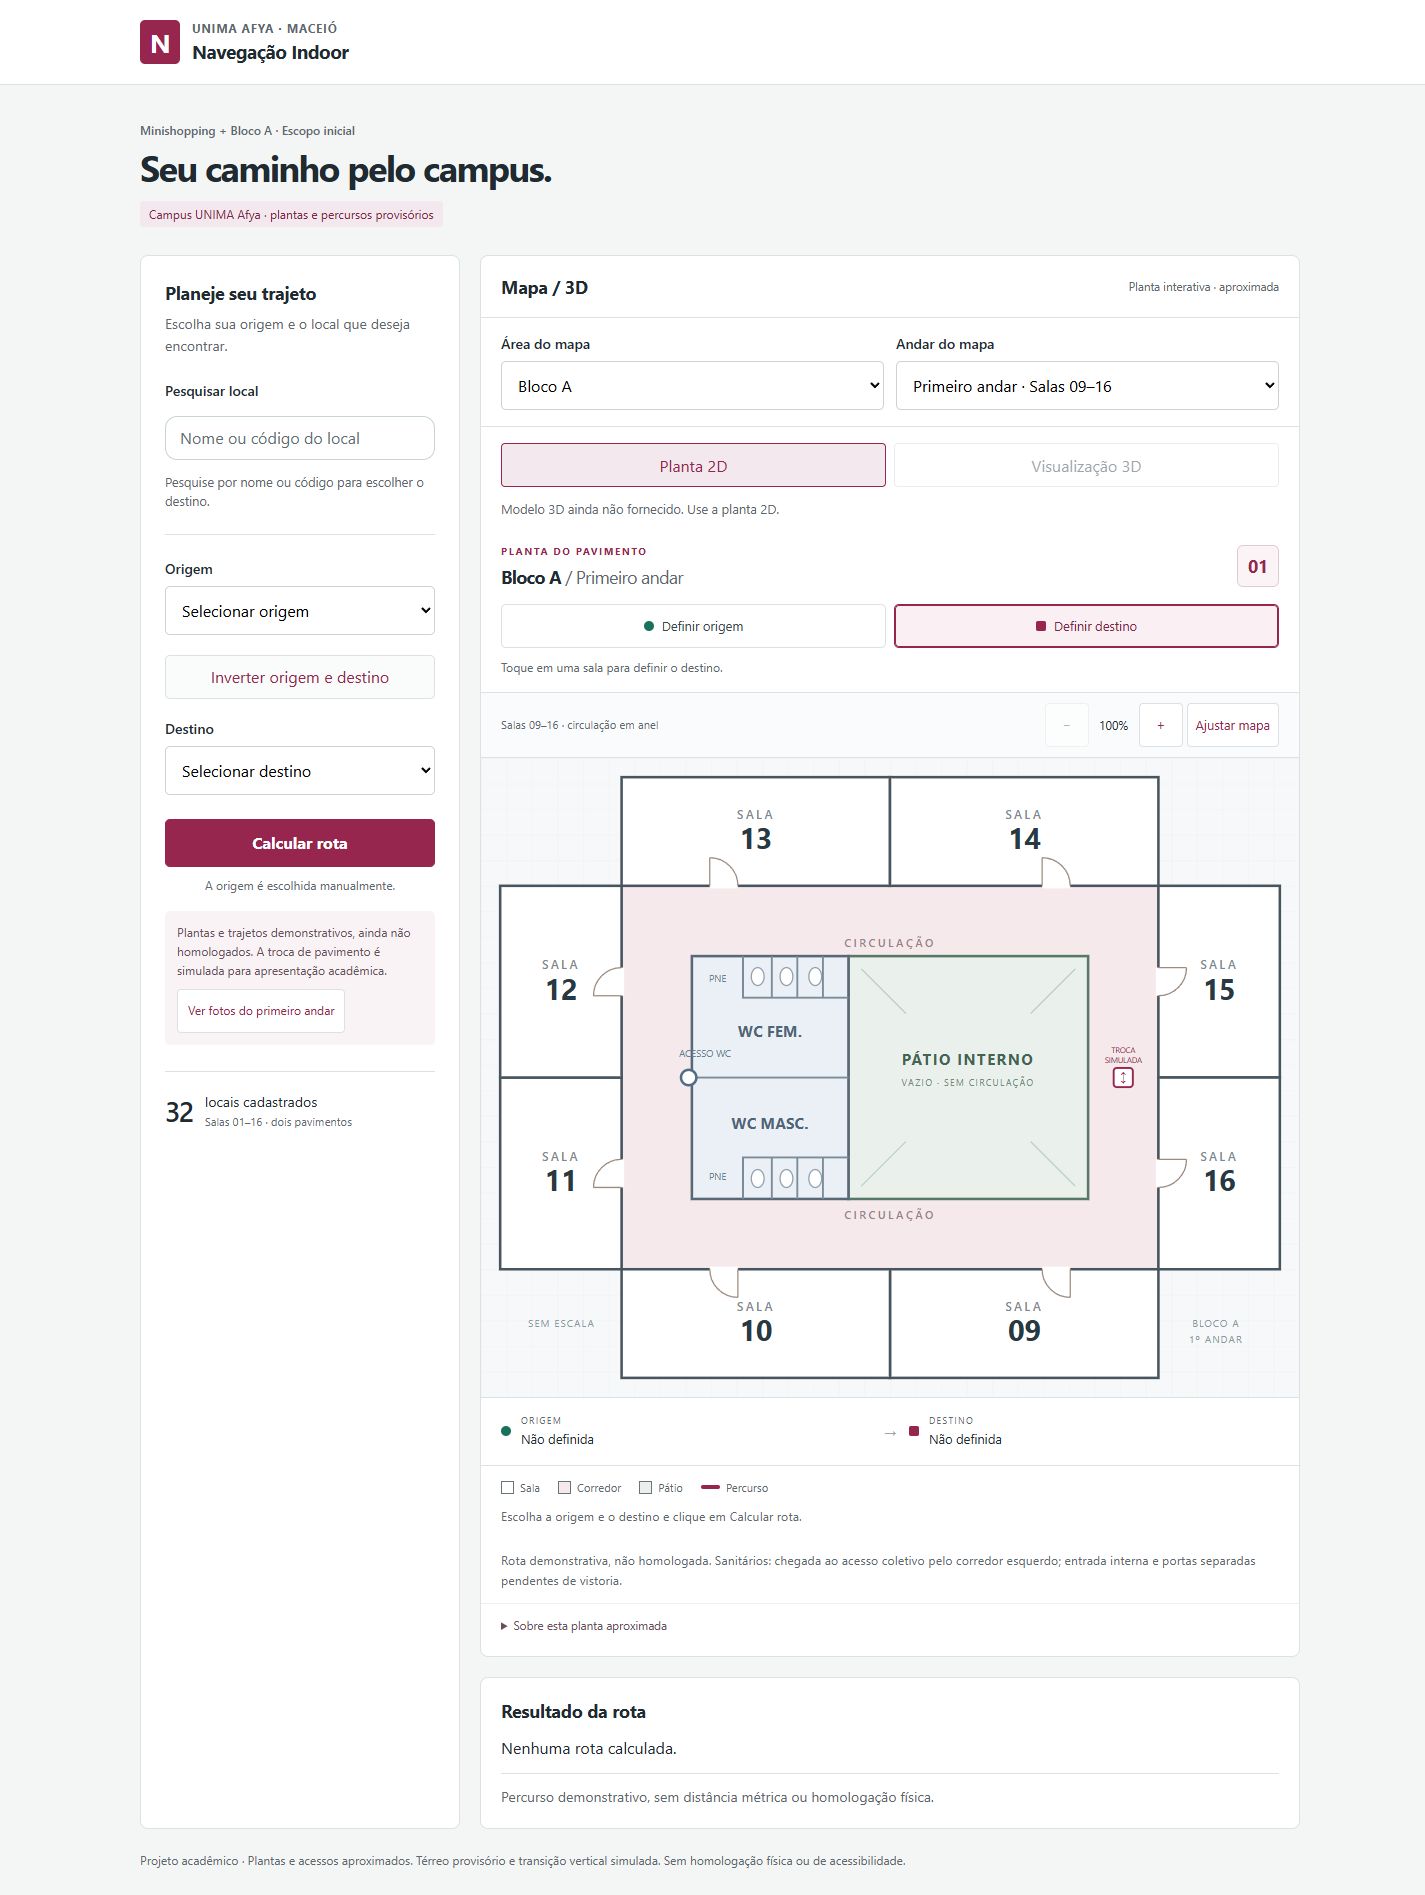 N
UNIMA AFYA · MACEIÓ
Navegação Indoor
Minishopping + Bloco A · Escopo inicial
Seu caminho pelo campus.
Campus UNIMA Afya · plantas e percursos provisórios
Planeje seu trajeto
Escolha sua origem e o local que deseja
encontrar.
Pesquisar local
Nome ou código do local
Pesquise por nome ou código para escolher o
destino.
Origem
Selecionar origem
Inverter origem e destino
Destino
Selecionar destino
Calcular rota
A origem é escolhida manualmente.
Plantas e trajetos demonstrativos, ainda não
homologados. A troca de pavimento é
simulada para apresentação acadêmica.
Ver fotos do primeiro andar
32
locais cadastrados
Salas 01–16 · dois pavimentos
Mapa / 3D
Planta interativa · aproximada
Área do mapa
Andar do mapa
Bloco A
Primeiro andar · Salas 09–16
Planta 2D
Visualização 3D
Modelo 3D ainda não fornecido. Use a planta 2D.
PLANTA DO PAVIMENTO
Bloco A / Primeiro andar
01
Definir origem
Definir destino
Toque em uma sala para definir o destino.
Salas 09–16 · circulação em anel
−
100%
+
Ajustar mapa
SALA
13
SALA
14
CIRCULAÇÃO
SALA
12
PNE
SALA
15
WC FEM.
ACESSO WC
PÁTIO INTERNO
VAZIO · SEM CIRCULAÇÃO
TROCA
SIMULADA
WC MASC.
SALA
11
PNE
SALA
16
CIRCULAÇÃO
SALA
10
SALA
09
SEM ESCALA
BLOCO A
1º ANDAR
ORIGEM
Não definida
→
DESTINO
Não definida
Sala
Corredor
Pátio
Percurso
Escolha a origem e o destino e clique em Calcular rota.
Rota demonstrativa, não homologada. Sanitários: chegada ao acesso coletivo pelo corredor esquerdo; entrada interna e portas separadas
pendentes de vistoria.
Sobre esta planta aproximada
Resultado da rota
Nenhuma rota calculada.
Percurso demonstrativo, sem distância métrica ou homologação física.
Projeto acadêmico · Plantas e acessos aproximados. Térreo provisório e transição vertical simulada. Sem homologação física ou de acessibilidade.